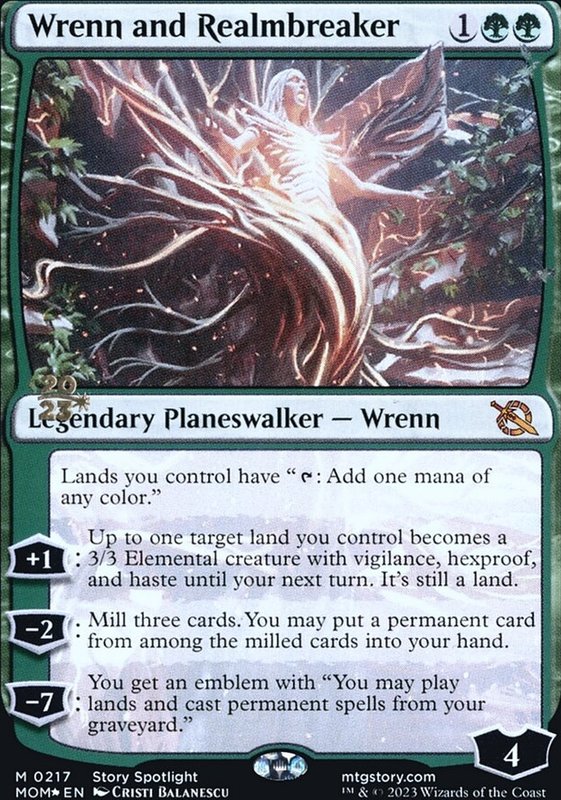 Wrenn and Realmbreaker 1
20
23
Legendary Planeswalker — Wrenn
Lands you control have “ : Add one mana of
any color.”
Up to one target land you control becomes a
+1 : 3/3 Elemental creature with vigilance, hexproof,
and haste until your next turn. It's still a land.
-2 : Mill three cards. You may put a permanent card
from among the milled cards into your hand.
You get an emblem with “You may play
-7 : lands and cast permanent spells from your
graveyard.”
4
M 0217 Story Spotlight mtgstory.com
MOM★EN Cristi Balanescu ™ & © 2023 Wizards of the Coast